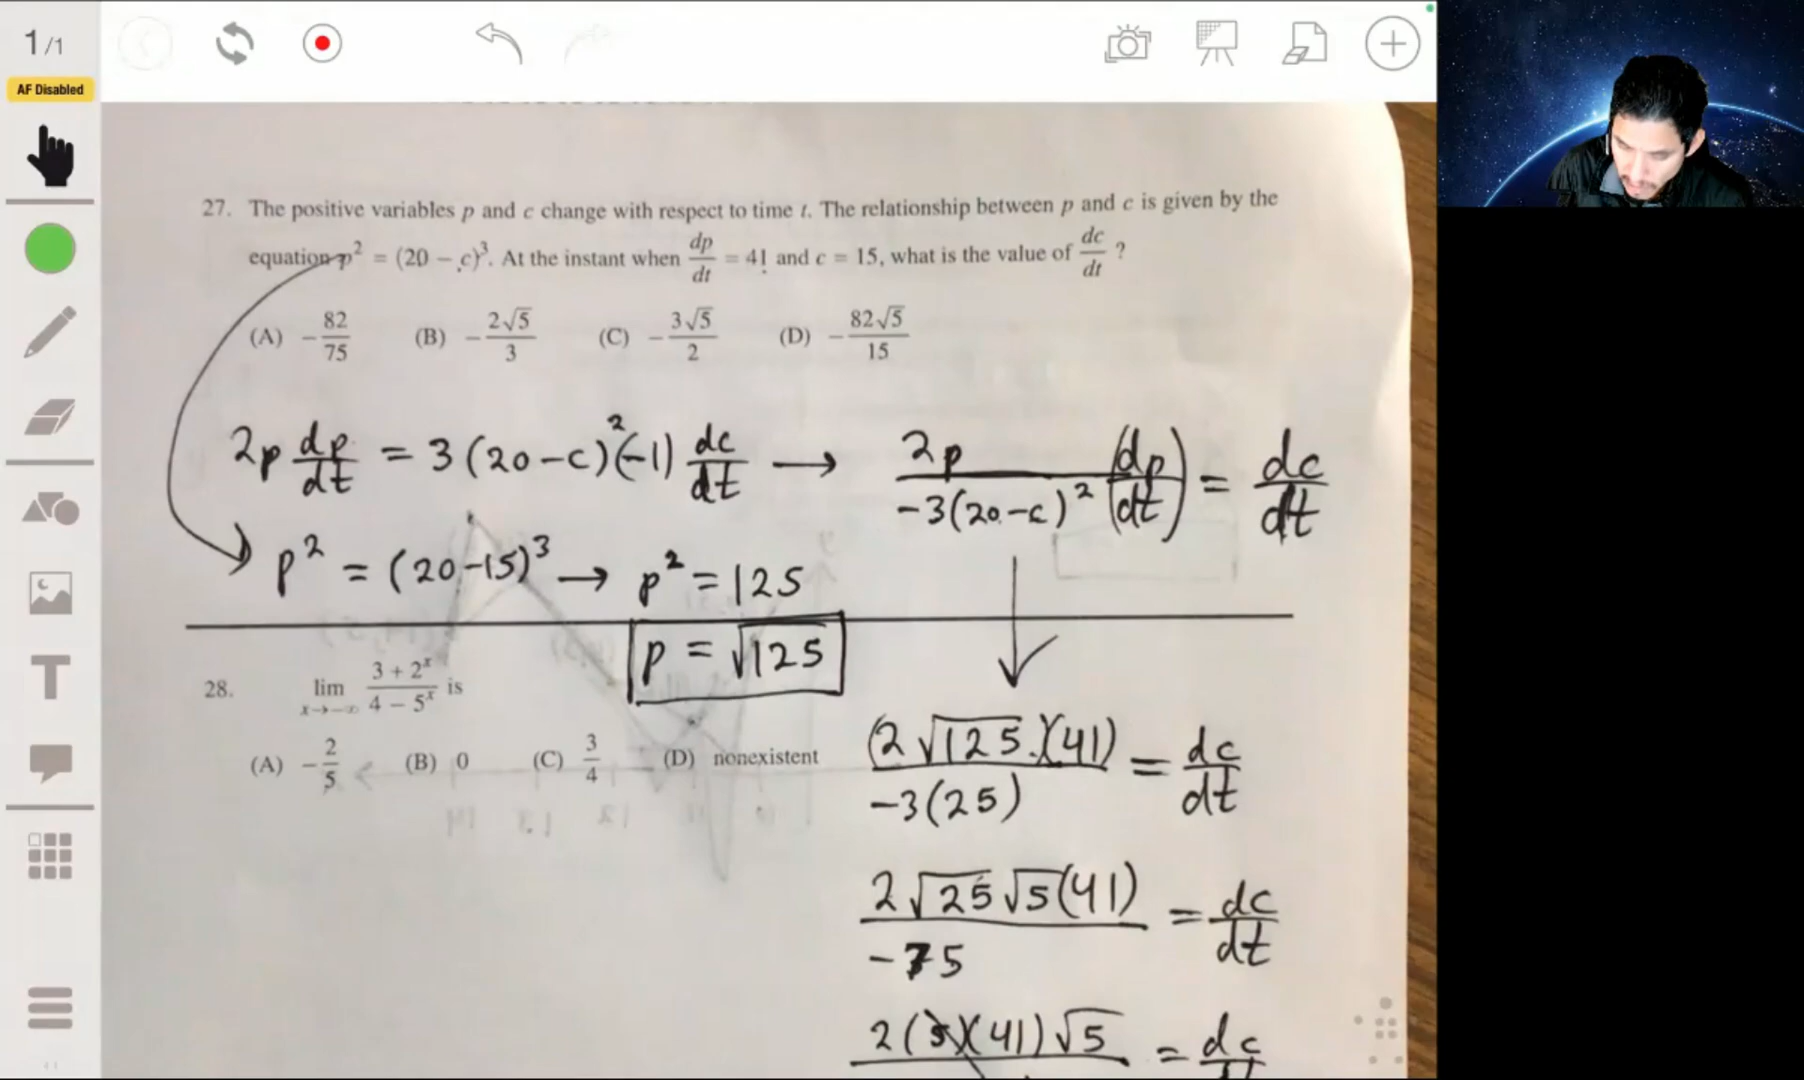 1/1
AF Disabled
27. The positive variables p and c change with respect to time t. The relationship between p and c is given by the
equation p² = (20 − c)³. At the instant when dp/dt = 41 and c = 15, what is the value of dc/dt ?
(A) −82/75 (B) −2√5/3 (C) −3√5/2 (D) −82√5/15
2p dp/dt = 3(20−c)²(−1) dc/dt → 2p/−3(20−c)² (dp/dt) = dc/dt
p² = (20−15)³ → p² = 125
p = √125
28. lim x→−∞ 3 + 2ˣ/4 − 5ˣ is
(A) −2/5 (B) 0 (C) 3/4 (D) nonexistent
(2√125)(41)/−3(25) = dc/dt
2√25√5(41)/−75 = dc/dt
2(5)(41)√5 = dc
T